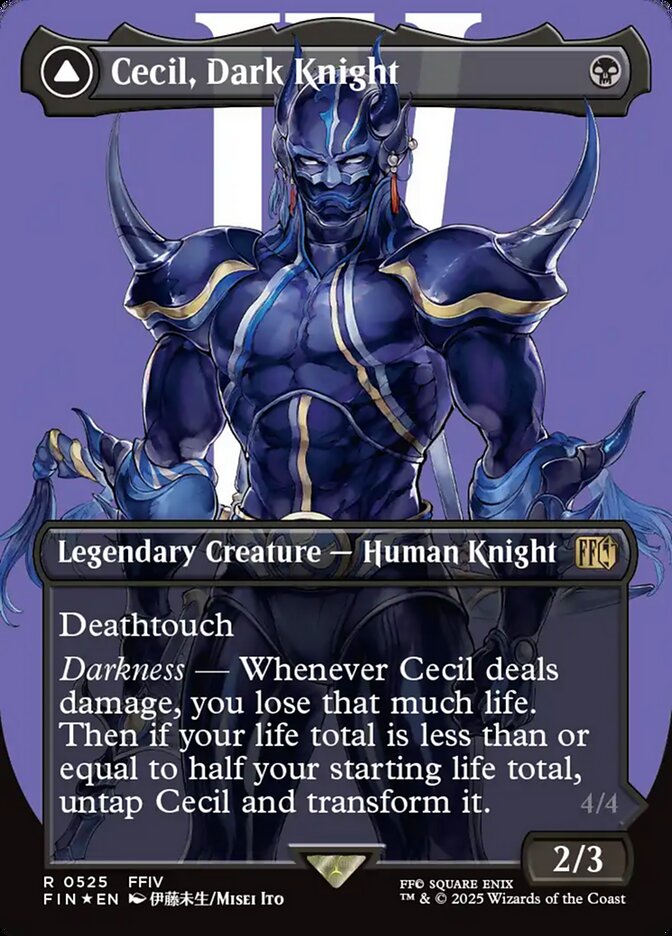 Cecil, Dark Knight
IV
Legendary Creature — Human Knight
FF
Deathtouch
Darkness — Whenever Cecil deals
damage, you lose that much life.
Then if your life total is less than or
equal to half your starting life total,
untap Cecil and transform it.
4/4
2/3
R 0525 FFIV
FIN★EN 伊藤未生/Misei Ito
FF© SQUARE ENIX
™ & © 2025 Wizards of the Coast